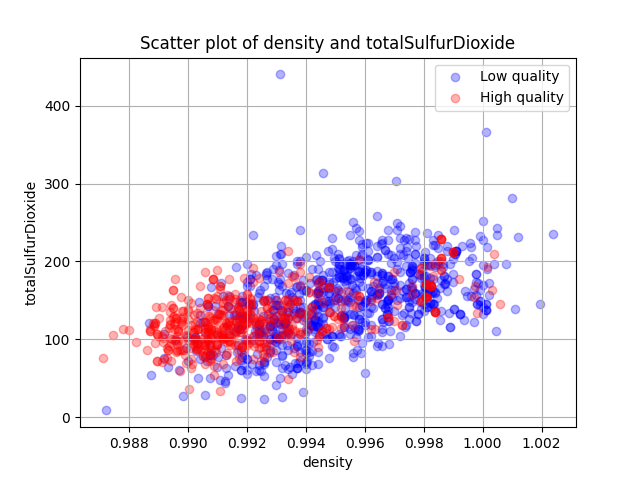 Scatter plot of density and totalSulfurDioxide
Low quality
High quality
400
300
200
100
0
totalSulfurDioxide
0.988 0.990 0.992 0.994 0.996 0.998 1.000 1.002
density